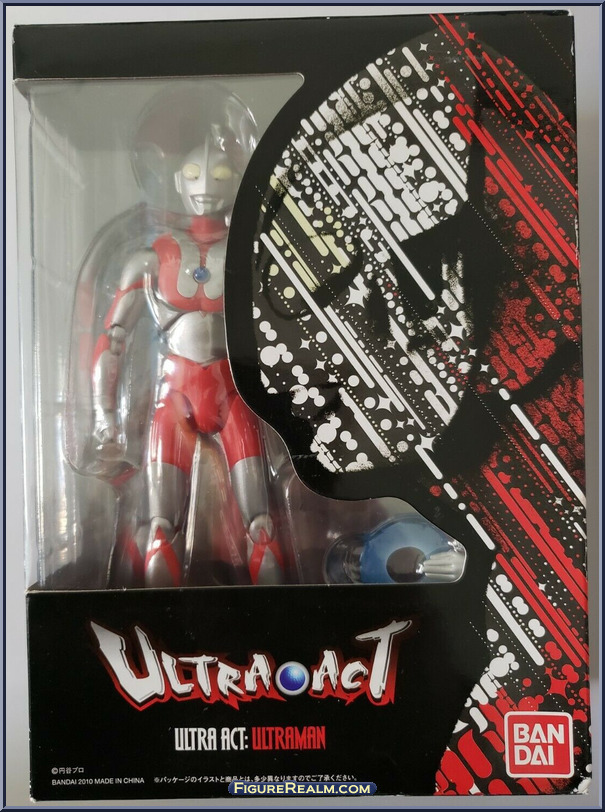 ULTRA ACT
ULTRA ACT: ULTRAMAN
BAN
DAI
©円谷プロ
BANDAI 2010 MADE IN CHINA
※パッケージのイラストと商品とは、多少異なりますのでご了承ください。
FIGUREREALM.COM